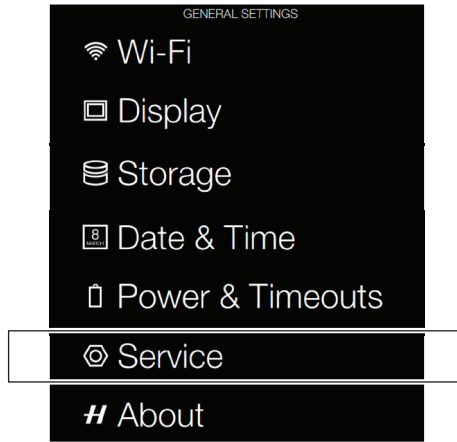 GENERAL SETTINGS
Wi-Fi
Display
Storage
8
MARCH
Date & Time
Power & Timeouts
Service
H About